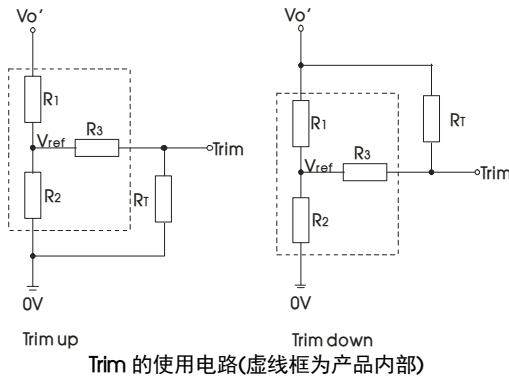 Vo′
R1
Vref
R3
Trim
R2
RT
0V
Trim up
Vo′
R1
RT
Vref
R3
Trim
R2
0V
Trim down
Trim 的使用电路(虚线框为产品内部)